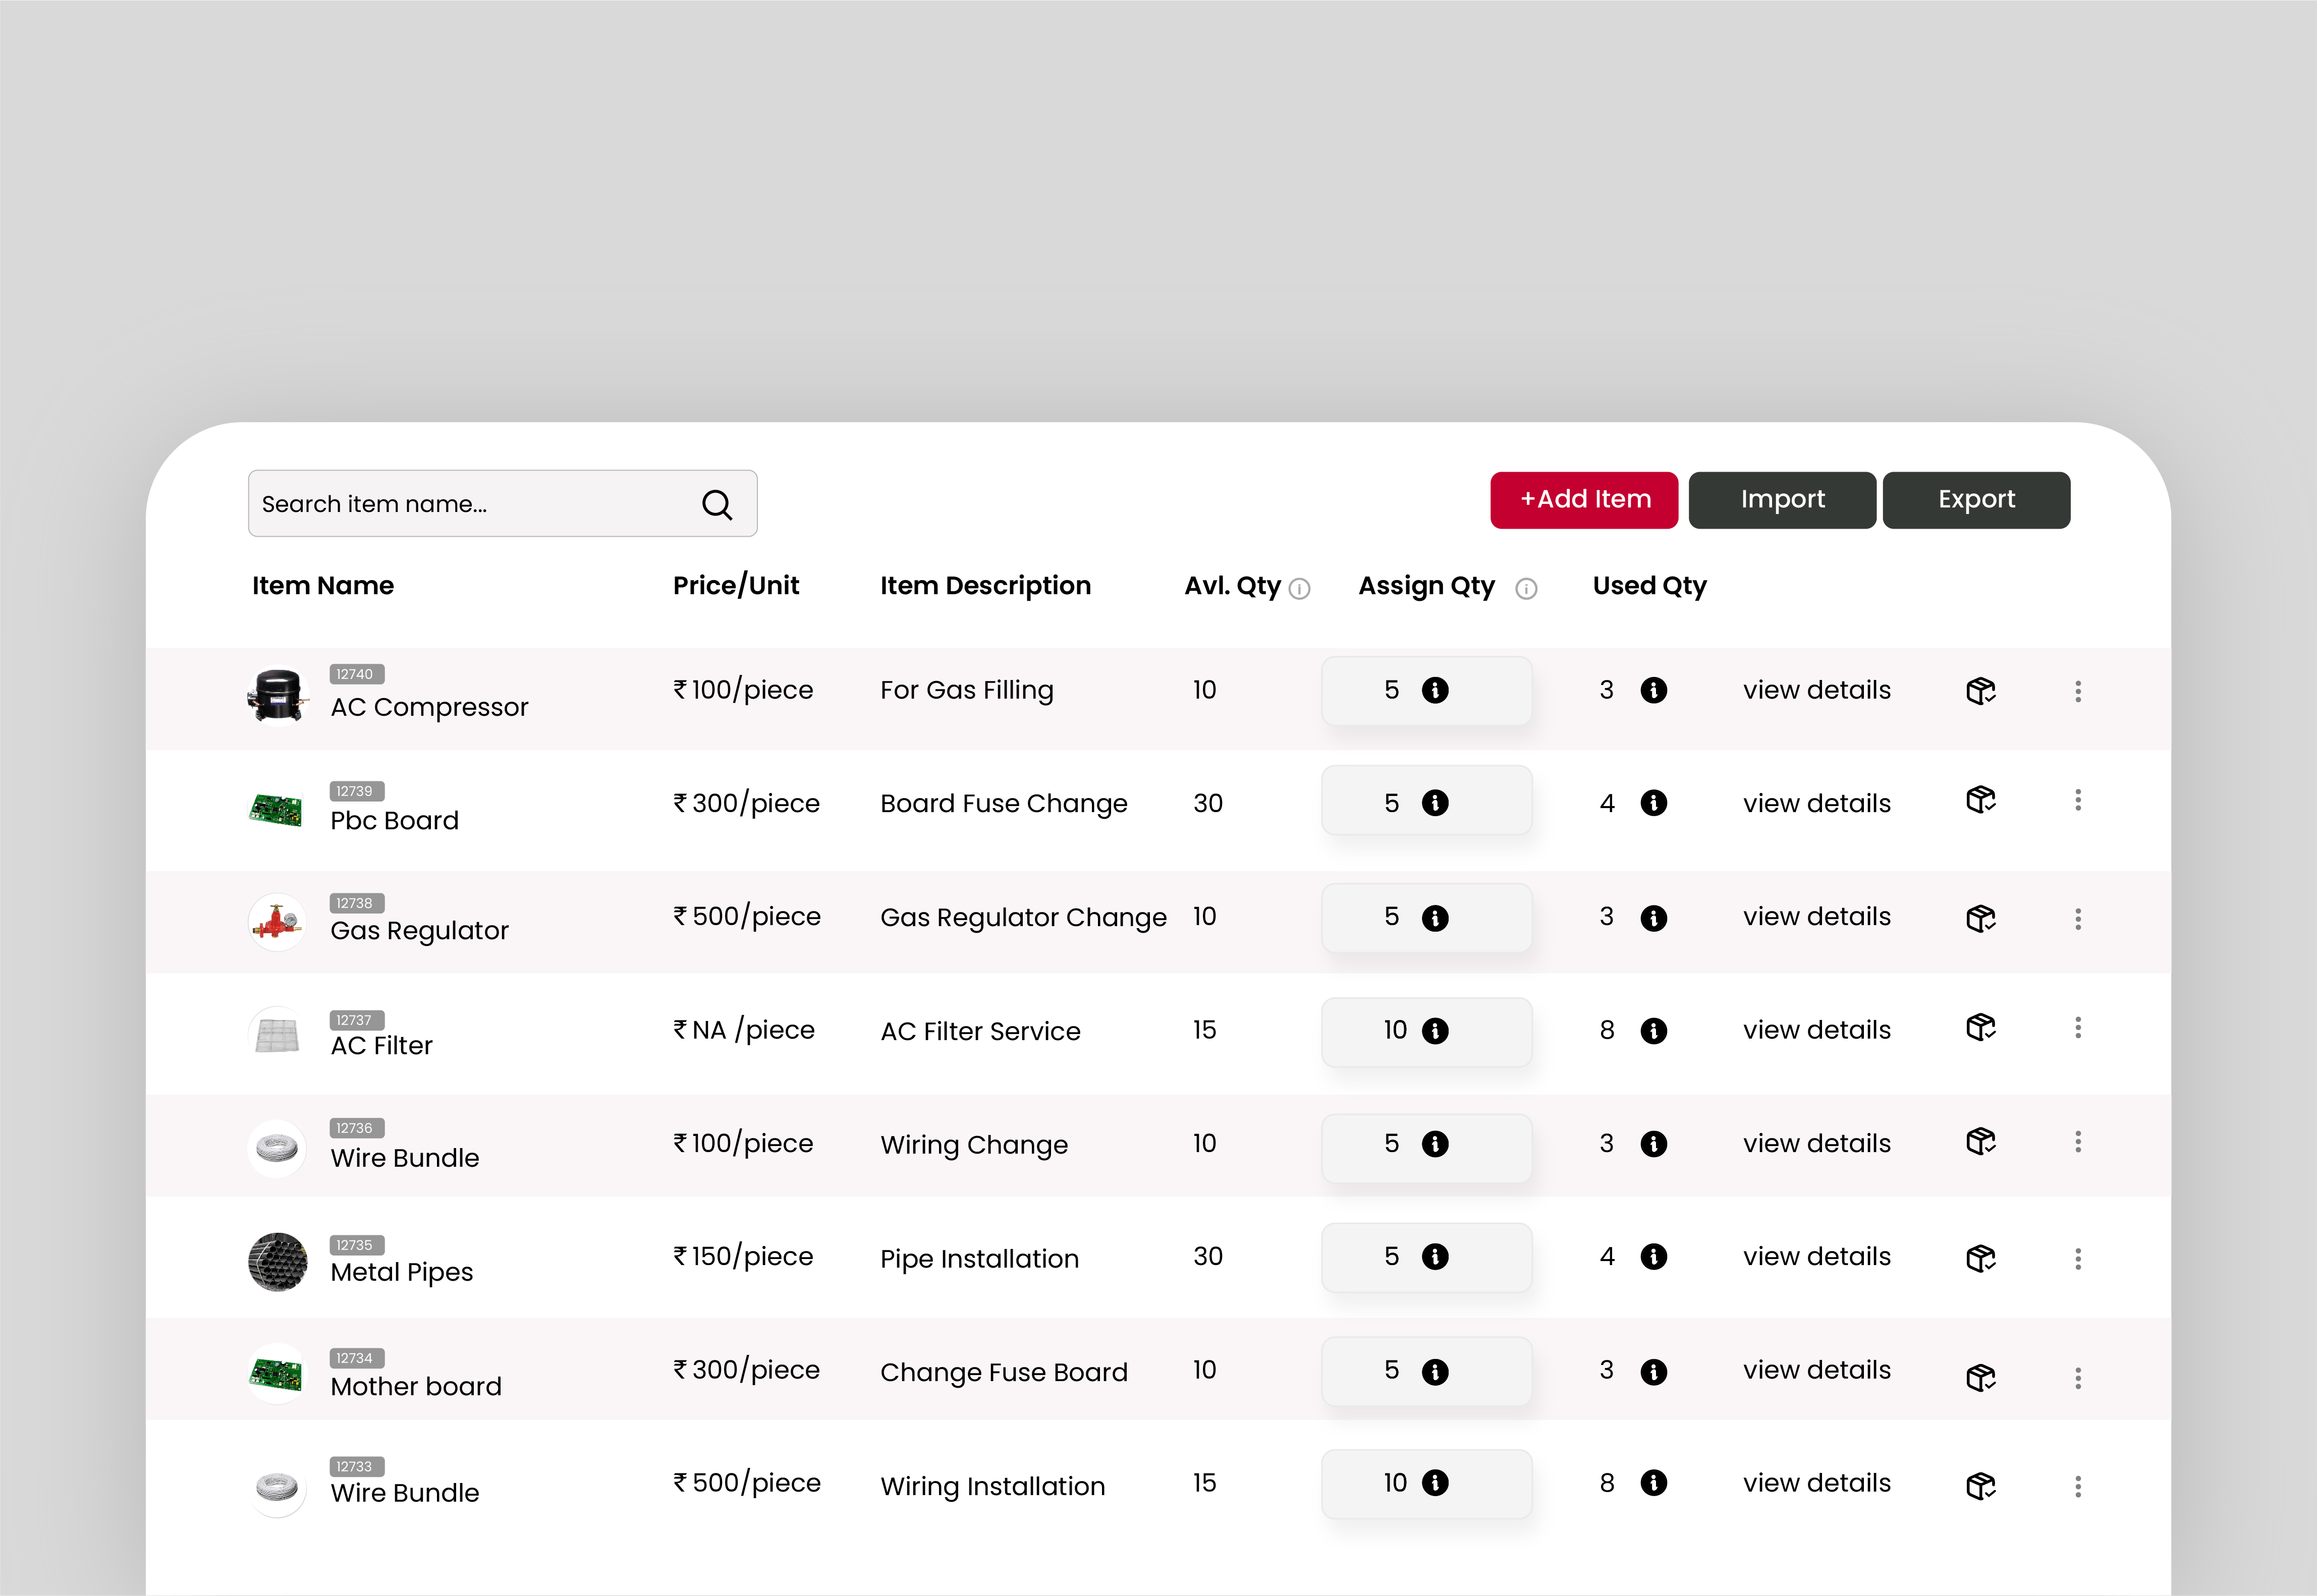 Search item name...
+Add Item Import Export
Item Name Price/Unit Item Description Avl. Qty Assign Qty Used Qty
12740
AC Compressor ₹100/piece For Gas Filling 10 5 3 view details
12739
Pbc Board ₹300/piece Board Fuse Change 30 5 4 view details
12738
Gas Regulator ₹500/piece Gas Regulator Change 10 5 3 view details
12737
AC Filter ₹NA /piece AC Filter Service 15 10 8 view details
12736
Wire Bundle ₹100/piece Wiring Change 10 5 3 view details
12735
Metal Pipes ₹150/piece Pipe Installation 30 5 4 view details
12734
Mother board ₹300/piece Change Fuse Board 10 5 3 view details
12733
Wire Bundle ₹500/piece Wiring Installation 15 10 8 view details